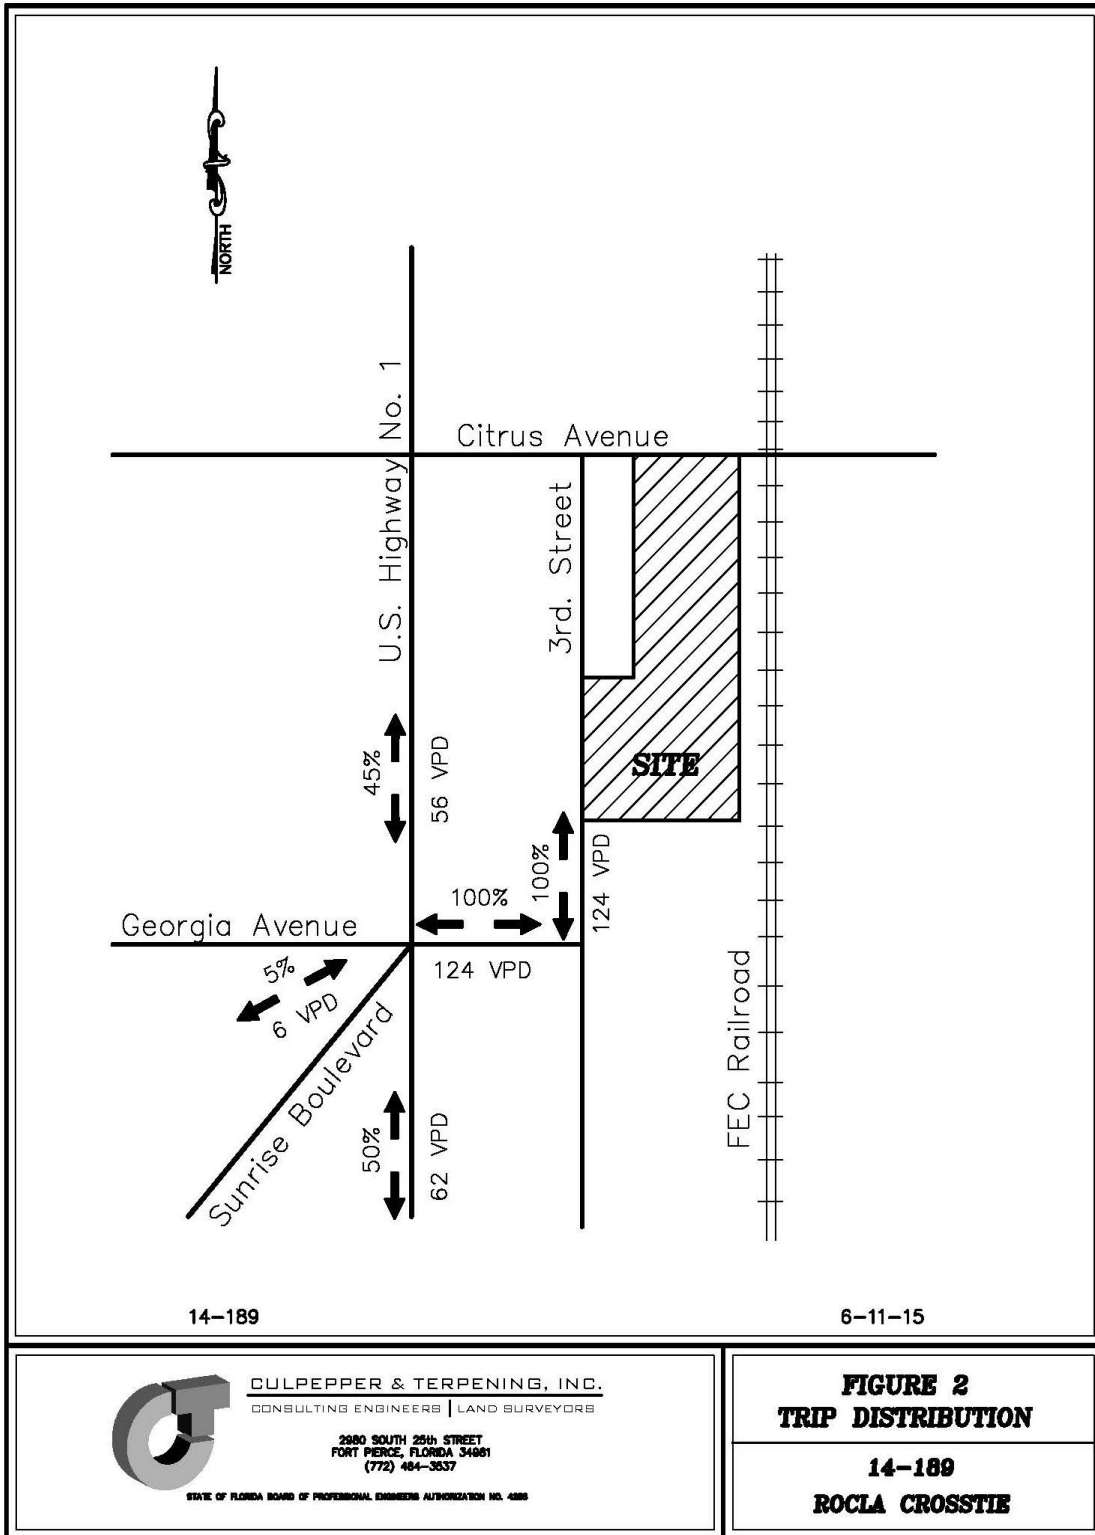 NORTH
U.S. Highway No. 1
Citrus Avenue
3rd. Street
SITE
45%
56 VPD
100%
124 VPD
100%
124 VPD
Georgia Avenue
5%
6 VPD
Sunrise Boulevard
50%
62 VPD
FEC Railroad
14-189
6-11-15
CULPEPPER & TERPENING, INC.
CONSULTING ENGINEERS | LAND SURVEYORS
2980 SOUTH 25th STREET
FORT PIERCE, FLORIDA 34981
(772) 464-3537
STATE OF FLORIDA BOARD OF PROFESSIONAL ENGINEERS AUTHORIZATION NO.
FIGURE 2
TRIP DISTRIBUTION
14-189
ROCLA CROSSTIE